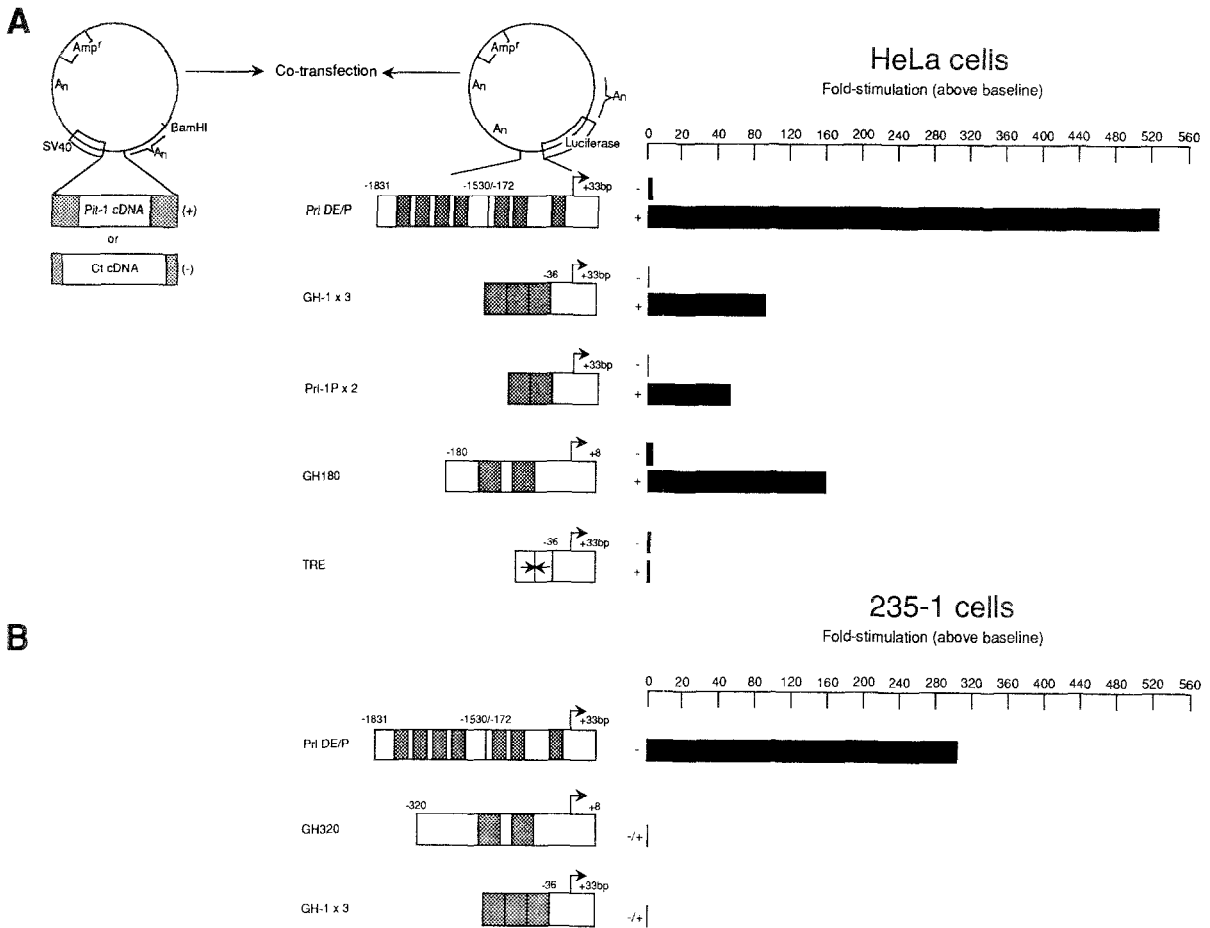 A
Ampr
An
SV40
BamHI
An
Co-transfection
Ampr
An
An
An
Luciferase
Pit-1 cDNA (+)
or
Ct cDNA (-)
HeLa cells
Fold-stimulation (above baseline)
0 20 40 80 120 160 200 240 280 320 360 400 440 480 520 560
-1831 -1530/-172 +33bp
Prl DE/P
-
+
-36 +33bp
GH-1 x 3
-
+
+33bp
Prl-1P x 2
-
+
-180 +8
GH180
-
+
-36 +33bp
TRE
-
+
B
235-1 cells
Fold-stimulation (above baseline)
0 20 40 80 120 160 200 240 280 320 360 400 440 480 520 560
-1831 -1530/-172 +33bp
Prl DE/P
-
-320 +8
GH320
-/+
-36 +33bp
GH-1 x 3
-/+